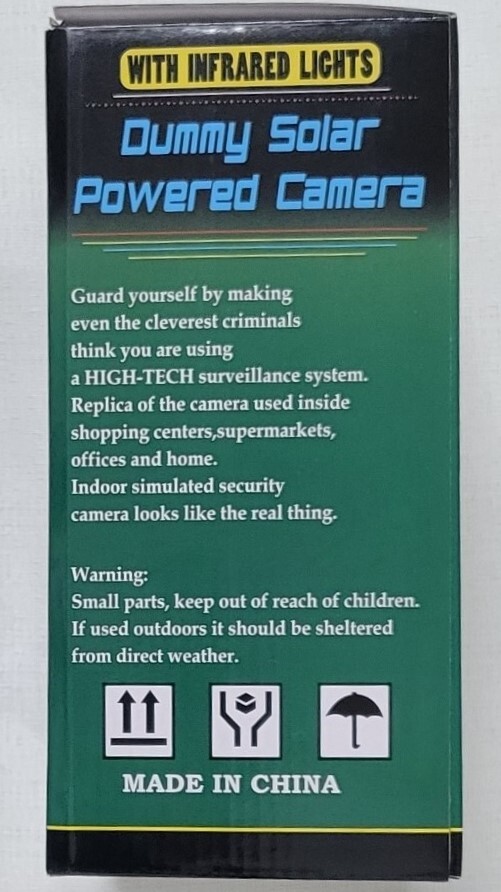 WITH INFRARED LIGHTS
Dummy Solar
Powered Camera
Guard yourself by making
even the cleverest criminals
think you are using
a HIGH-TECH surveillance system.
Replica of the camera used inside
shopping centers,supermarkets,
offices and home.
Indoor simulated security
camera looks like the real thing.
Warning:
Small parts, keep out of reach of children.
If used outdoors it should be sheltered
from direct weather.
MADE IN CHINA